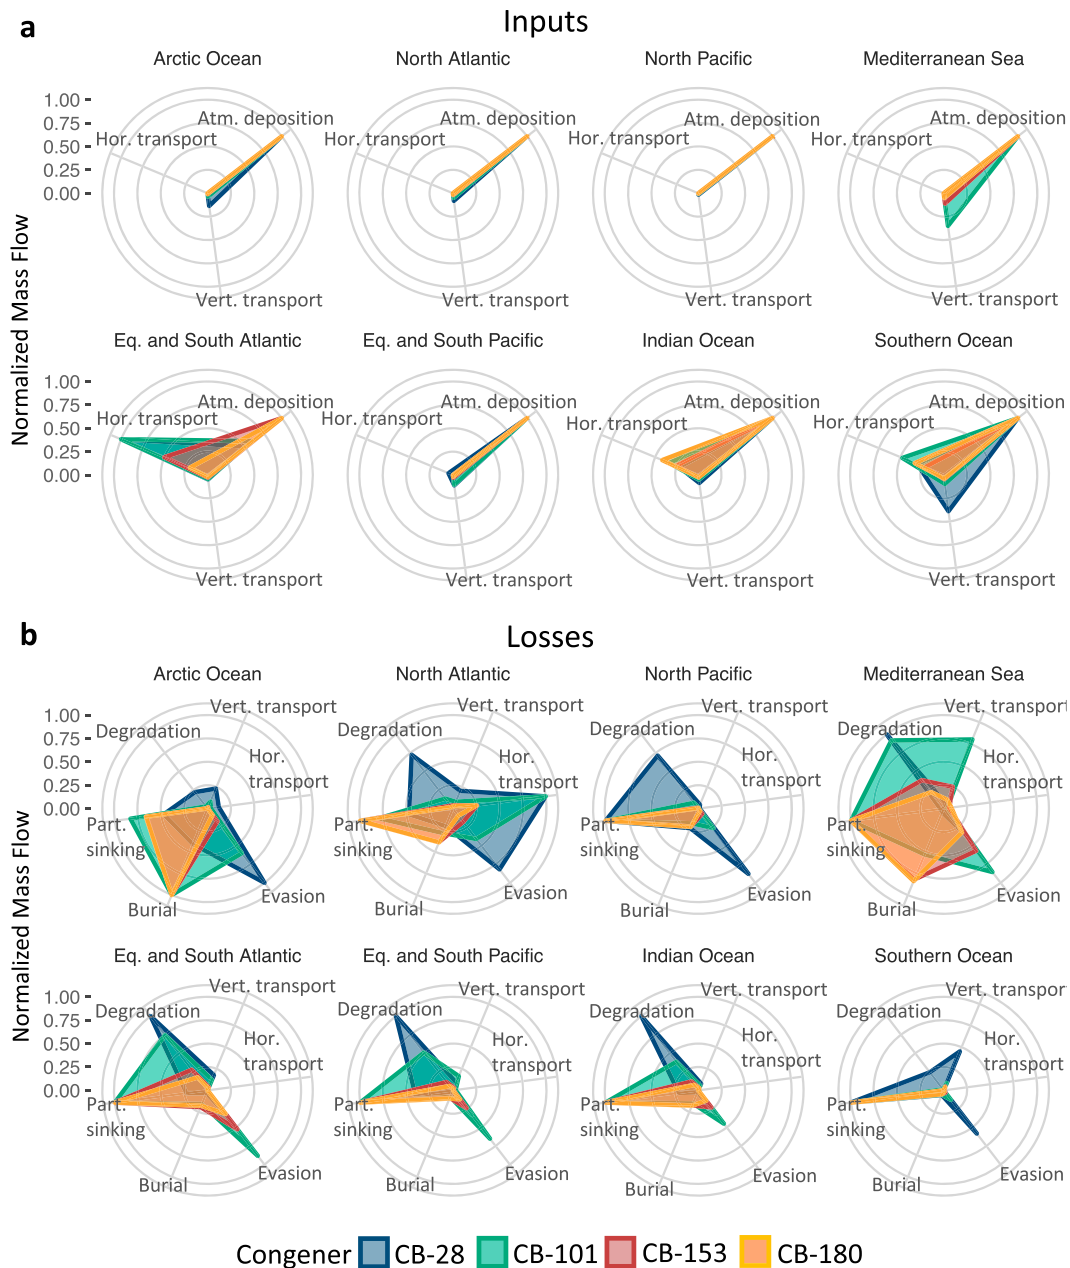 a
Inputs
Normalized Mass Flow
Arctic Ocean
North Atlantic
North Pacific
Mediterranean Sea
1.00
0.75
0.50
0.25
0.00
Atm. deposition
Hor. transport
Vert. transport
Atm. deposition
Hor. transport
Vert. transport
Atm. deposition
Hor. transport
Vert. transport
Atm. deposition
Hor. transport
Vert. transport
Eq. and South Atlantic
Eq. and South Pacific
Indian Ocean
Southern Ocean
1.00
0.75
0.50
0.25
0.00
Atm. deposition
Hor. transport
Vert. transport
Atm. deposition
Hor. transport
Vert. transport
Atm. deposition
Hor. transport
Vert. transport
Atm. deposition
Hor. transport
Vert. transport
b
Losses
Normalized Mass Flow
Arctic Ocean
North Atlantic
North Pacific
Mediterranean Sea
1.00
0.75
0.50
0.25
0.00
Vert. transport
Degradation
Hor.
transport
Part.
sinking
Evasion
Burial
Vert. transport
Degradation
Hor.
transport
Part.
sinking
Evasion
Burial
Vert. transport
Degradation
Hor.
transport
Part.
sinking
Evasion
Burial
Vert. transport
Degradation
Hor.
transport
Part.
sinking
Evasion
Burial
Eq. and South Atlantic
Eq. and South Pacific
Indian Ocean
Southern Ocean
1.00
0.75
0.50
0.25
0.00
Vert. transport
Degradation
Hor.
transport
Part.
sinking
Evasion
Burial
Vert. transport
Degradation
Hor.
transport
Part.
sinking
Evasion
Burial
Vert. transport
Degradation
Hor.
transport
Part.
sinking
Evasion
Burial
Vert. transport
Degradation
Hor.
transport
Part.
sinking
Evasion
Burial
Congener CB-28 CB-101 CB-153 CB-180